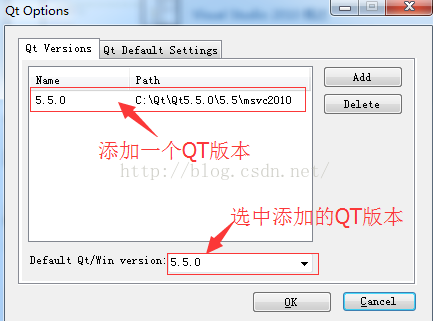 Qt Options
Qt Versions
Qt Default Settings
Name Path
5.5.0 C:\Qt\Qt5.5.0\5.5\msvc2010
Add
Delete
添加一个QT版本
http://blog.csdn.net/
选中添加的QT版本
Default Qt/Win version: 5.5.0
OK
Cancel